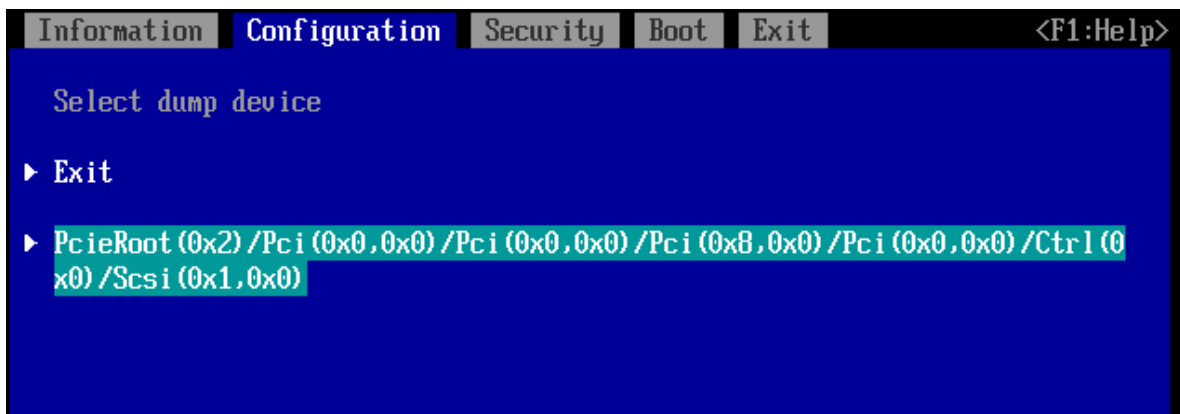 Information Configuration Security Boot Exit <F1:Help>
Select dump device
Exit
PcieRoot(0x2)/Pci(0x0,0x0)/Pci(0x0,0x0)/Pci(0x8,0x0)/Pci(0x0,0x0)/Ctrl(0
x0)/Scsi(0x1,0x0)